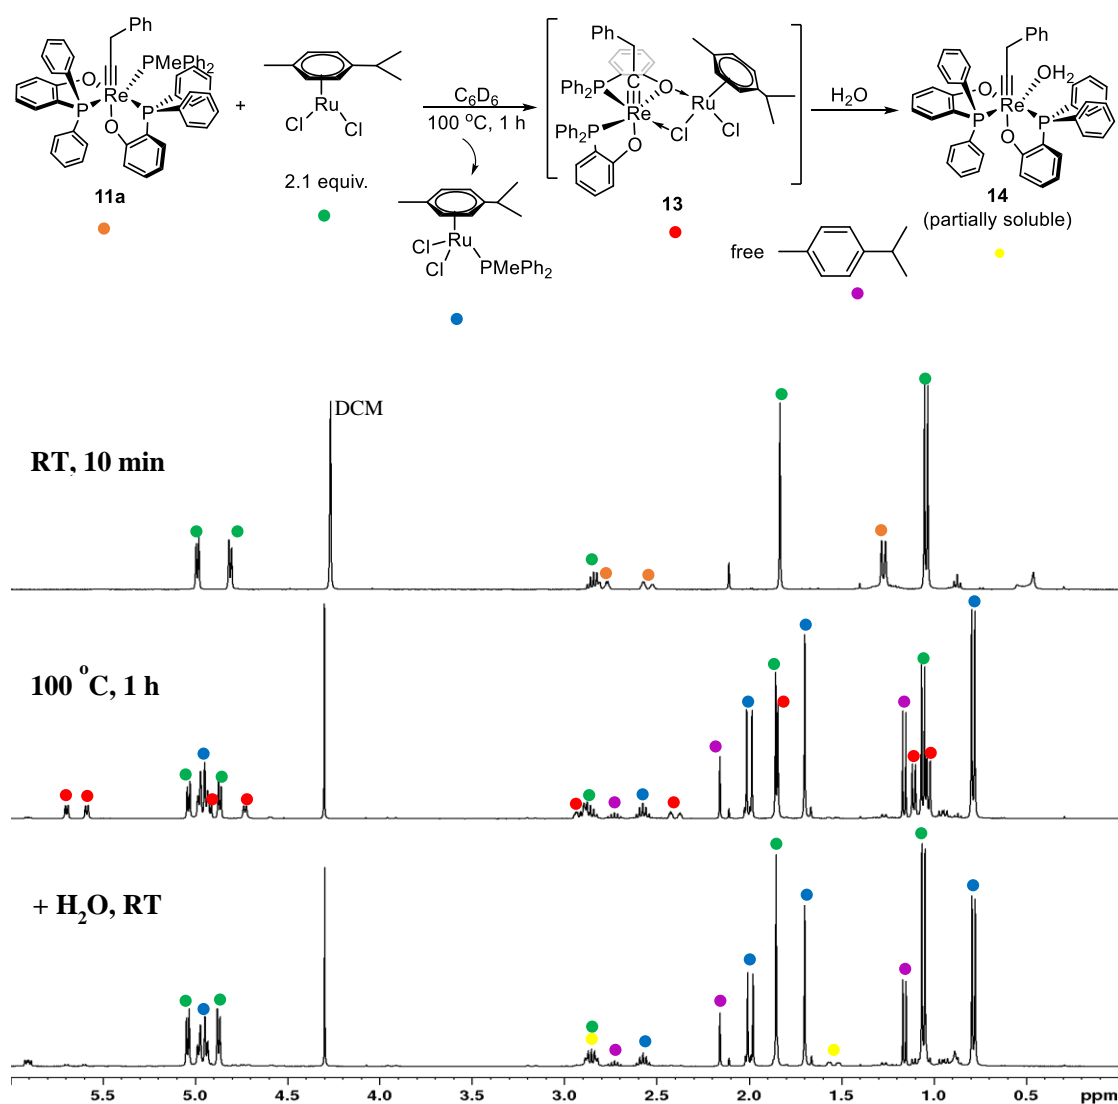 Ph
O
Re
PMePh2
P
P
O
11a
+
Ru
Cl
Cl
2.1 equiv.
C6D6
100 oC, 1 h
Cl
Ru
Cl
PMePh2
Ph
Ph2P
C
O
Ru
Re
Cl
Cl
Ph2P
O
13
H2O
Ph
O
OH2
Re
P
P
O
14
(partially soluble)
free
DCM
RT, 10 min
100 oC, 1 h
+ H2O, RT
5.5 5.0 4.5 4.0 3.5 3.0 2.5 2.0 1.5 1.0 0.5 ppm